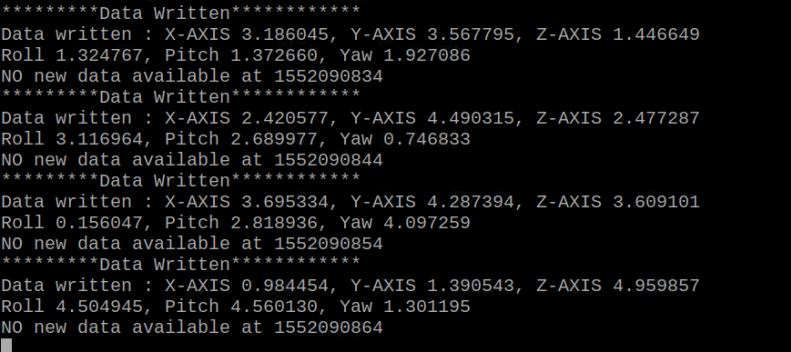 *********Data Written************
Data written : X-AXIS 3.186045, Y-AXIS 3.567795, Z-AXIS 1.446649
Roll 1.324767, Pitch 1.372660, Yaw 1.927086
NO new data available at 1552090834
*********Data Written************
Data written : X-AXIS 2.420577, Y-AXIS 4.490315, Z-AXIS 2.477287
Roll 3.116964, Pitch 2.689977, Yaw 0.746833
NO new data available at 1552090844
*********Data Written************
Data written : X-AXIS 3.695334, Y-AXIS 4.287394, Z-AXIS 3.609101
Roll 0.156047, Pitch 2.818936, Yaw 4.097259
NO new data available at 1552090854
*********Data Written************
Data written : X-AXIS 0.984454, Y-AXIS 1.390543, Z-AXIS 4.959857
Roll 4.504945, Pitch 4.560130, Yaw 1.301195
NO new data available at 1552090864